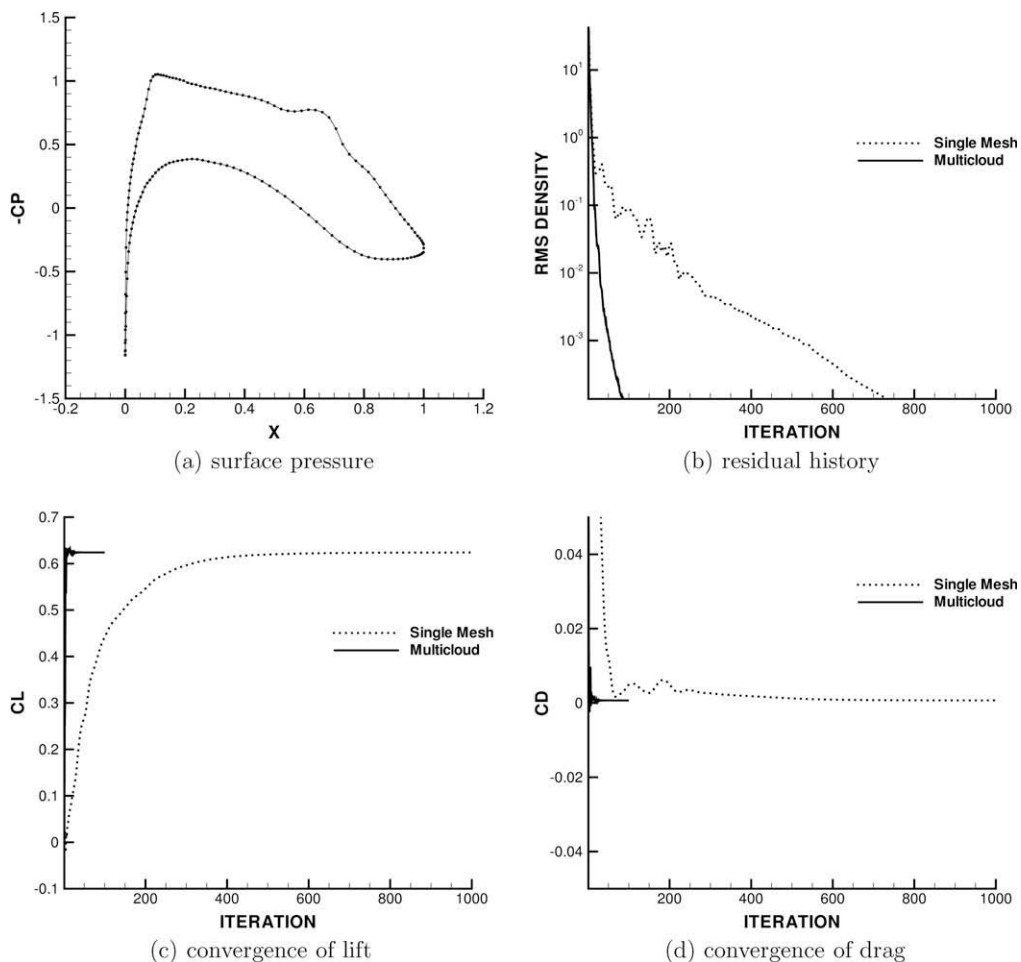 1.5
1
0.5
0
-0.5
-1
-1.5
-CP
-0.2 0 0.2 0.4 0.6 0.8 1 1.2
X
(a) surface pressure
10^1
10^0
10^-1
10^-2
10^-3
RMS DENSITY
Single Mesh
Multicloud
200 400 600 800 1000
ITERATION
(b) residual history
0.7
0.6
0.5
0.4
0.3
0.2
0.1
0
-0.1
CL
Single Mesh
Multicloud
200 400 600 800 1000
ITERATION
(c) convergence of lift
0.04
0.02
0
-0.02
-0.04
CD
Single Mesh
Multicloud
200 400 600 800 1000
ITERATION
(d) convergence of drag